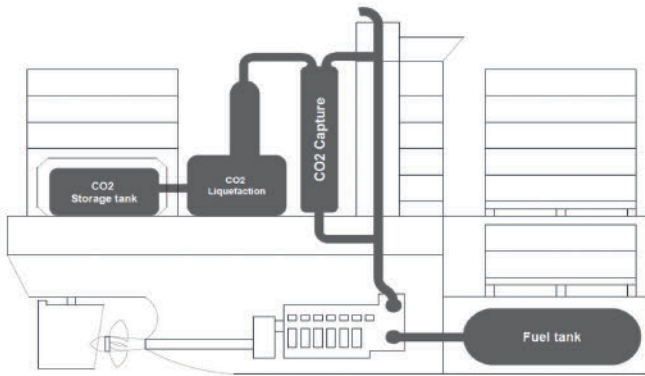 CO2
Storage tank
CO2
Liquefaction
CO2 Capture
Fuel tank